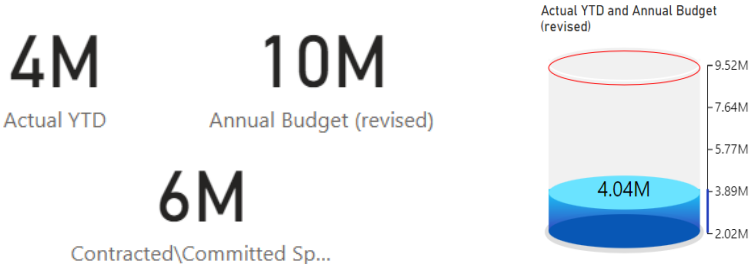 4M
Actual YTD
10M
Annual Budget (revised)
6M
Contracted\Committed Sp...
Actual YTD and Annual Budget
(revised)
9.52M
7.64M
5.77M
3.89M
2.02M
4.04M